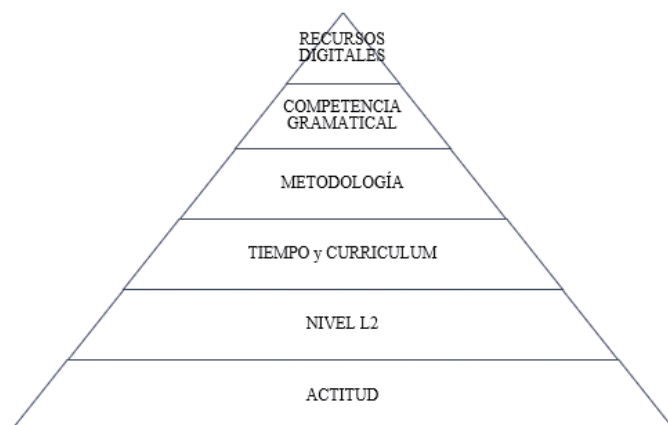 RECURSOS
DIGITALES
COMPETENCIA
GRAMATICAL
METODOLOGÍA
TIEMPO y CURRICULUM
NIVEL L2
ACTITUD